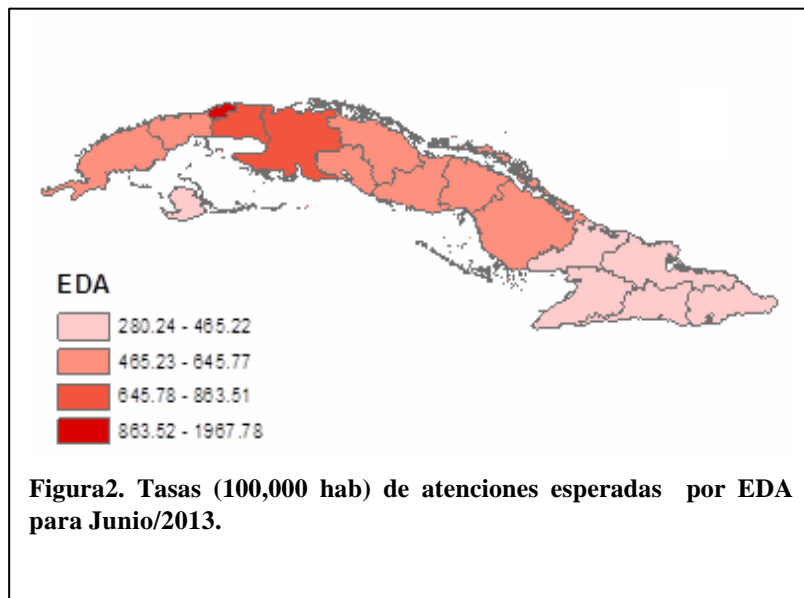 EDA
280.24 - 465.22
465.23 - 645.77
645.78 - 863.51
863.52 - 1967.78
Figura2. Tasas (100,000 hab) de atenciones esperadas por EDA
para Junio/2013.